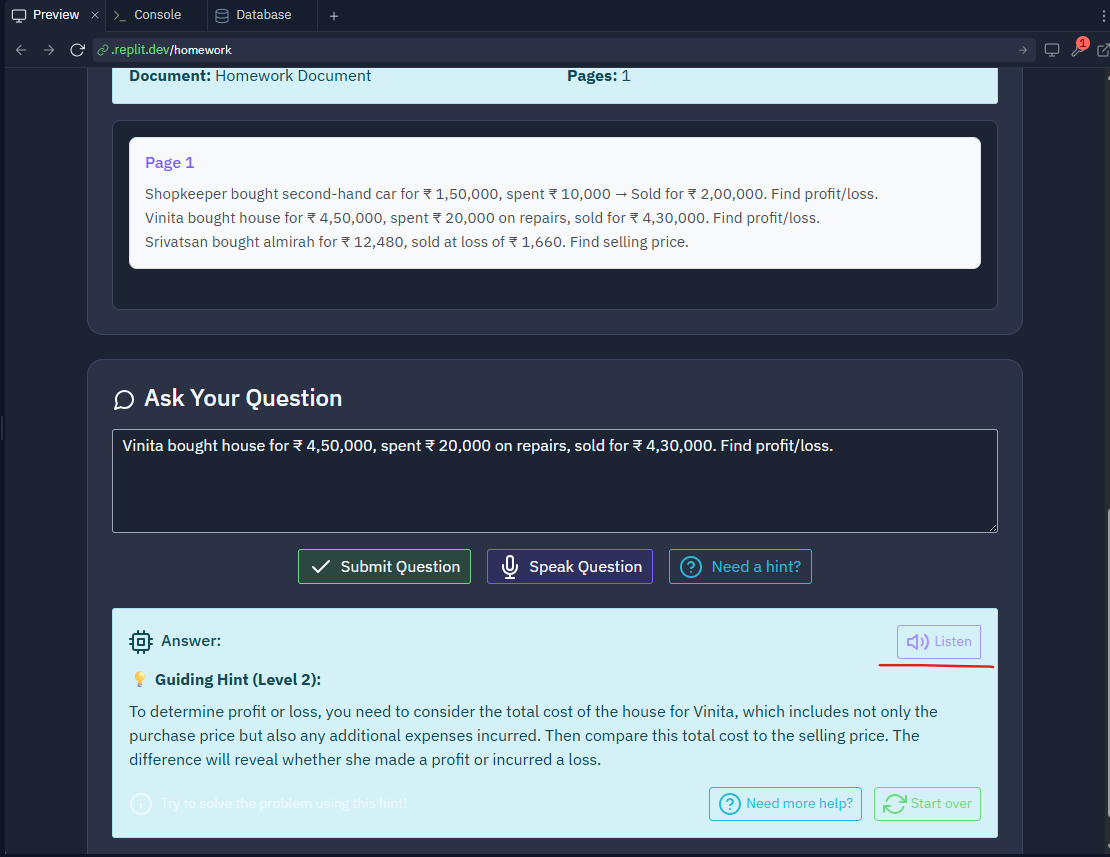 Preview
Console
Database
.replit.dev/homework
1
Document: Homework Document
Pages: 1
Page 1
Shopkeeper bought second-hand car for ₹ 1,50,000, spent ₹ 10,000 → Sold for ₹ 2,00,000. Find profit/loss.
Vinita bought house for ₹ 4,50,000, spent ₹ 20,000 on repairs, sold for ₹ 4,30,000. Find profit/loss.
Srivatsan bought almirah for ₹ 12,480, sold at loss of ₹ 1,660. Find selling price.
Ask Your Question
Vinita bought house for ₹ 4,50,000, spent ₹ 20,000 on repairs, sold for ₹ 4,30,000. Find profit/loss.
Submit Question
Speak Question
Need a hint?
Answer:
Listen
Guiding Hint (Level 2):
To determine profit or loss, you need to consider the total cost of the house for Vinita, which includes not only the
purchase price but also any additional expenses incurred. Then compare this total cost to the selling price. The
difference will reveal whether she made a profit or incurred a loss.
Try to solve the problem using this hint!
Need more help?
Start over